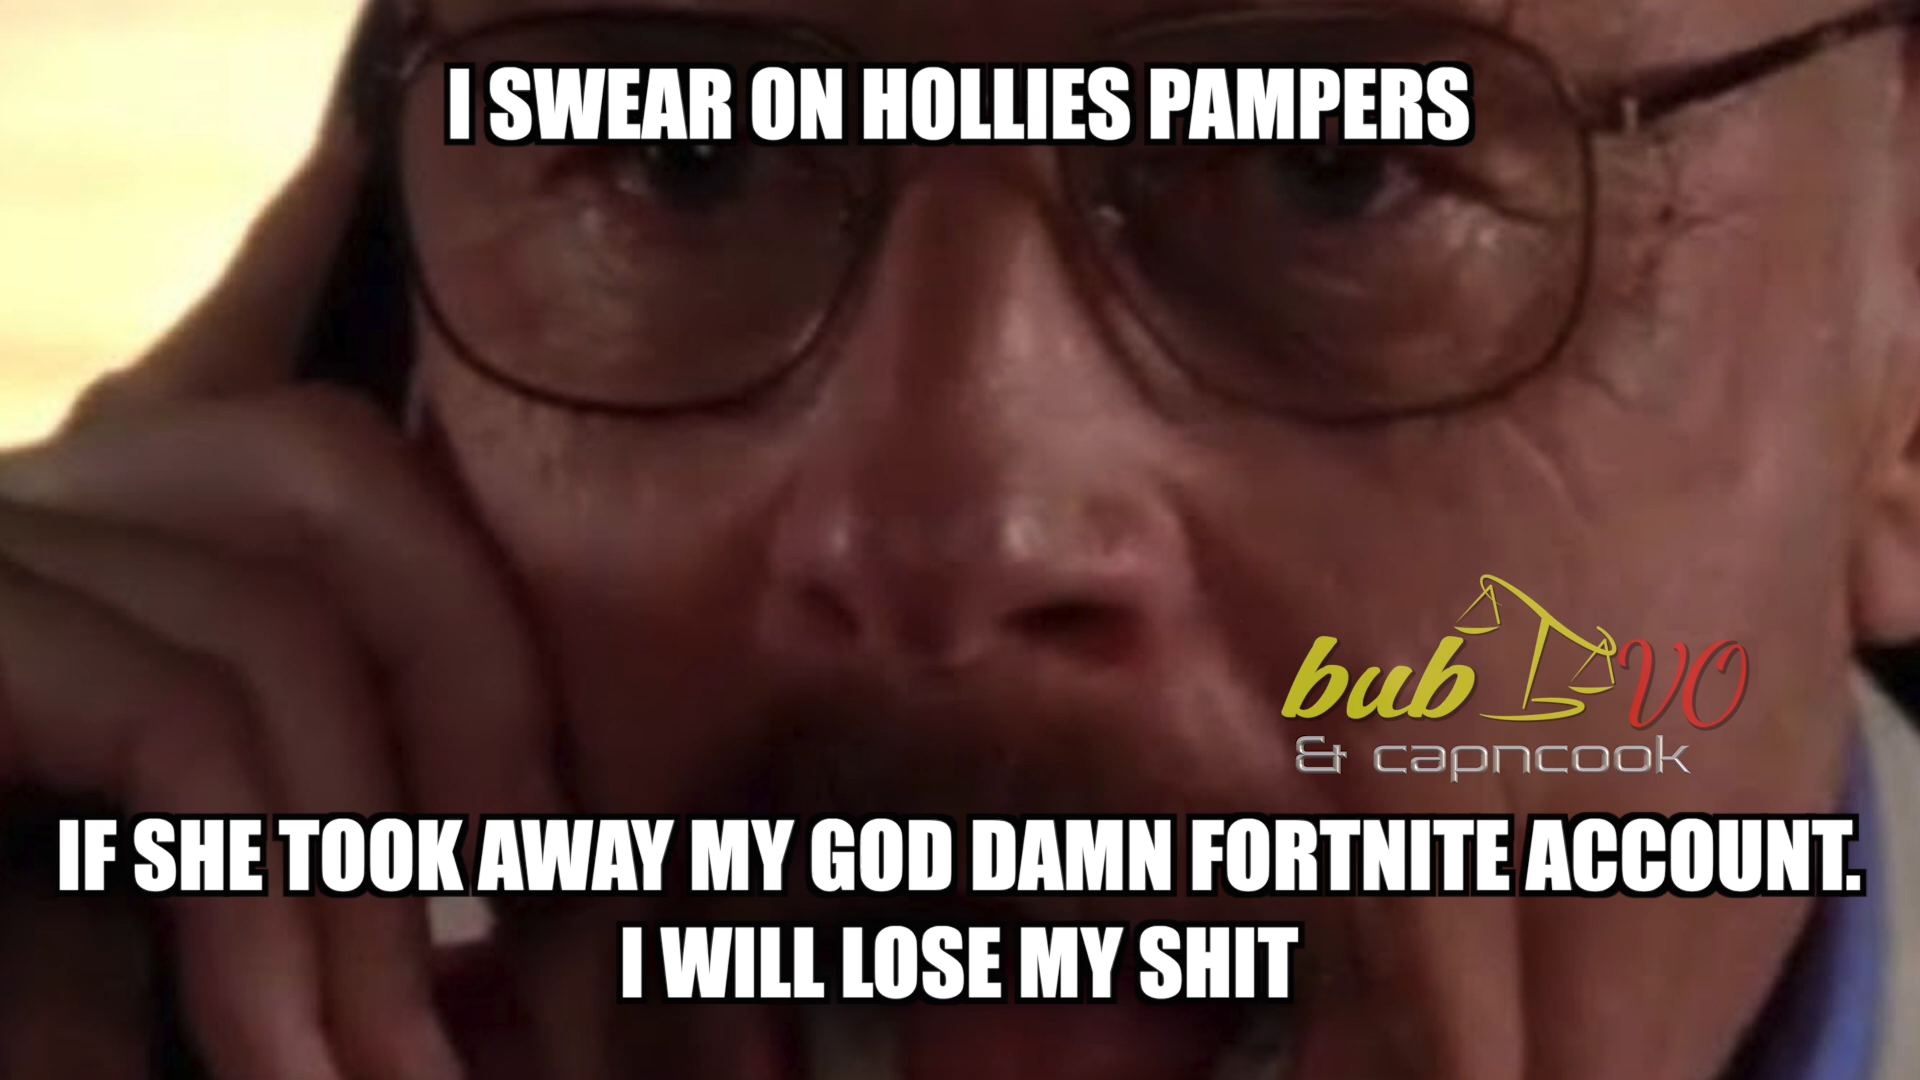 I SWEAR ON HOLLIES PAMPERS
bub VO
& capncook
IF SHE TOOK AWAY MY GOD DAMN FORTNITE ACCOUNT.
I WILL LOSE MY SHIT